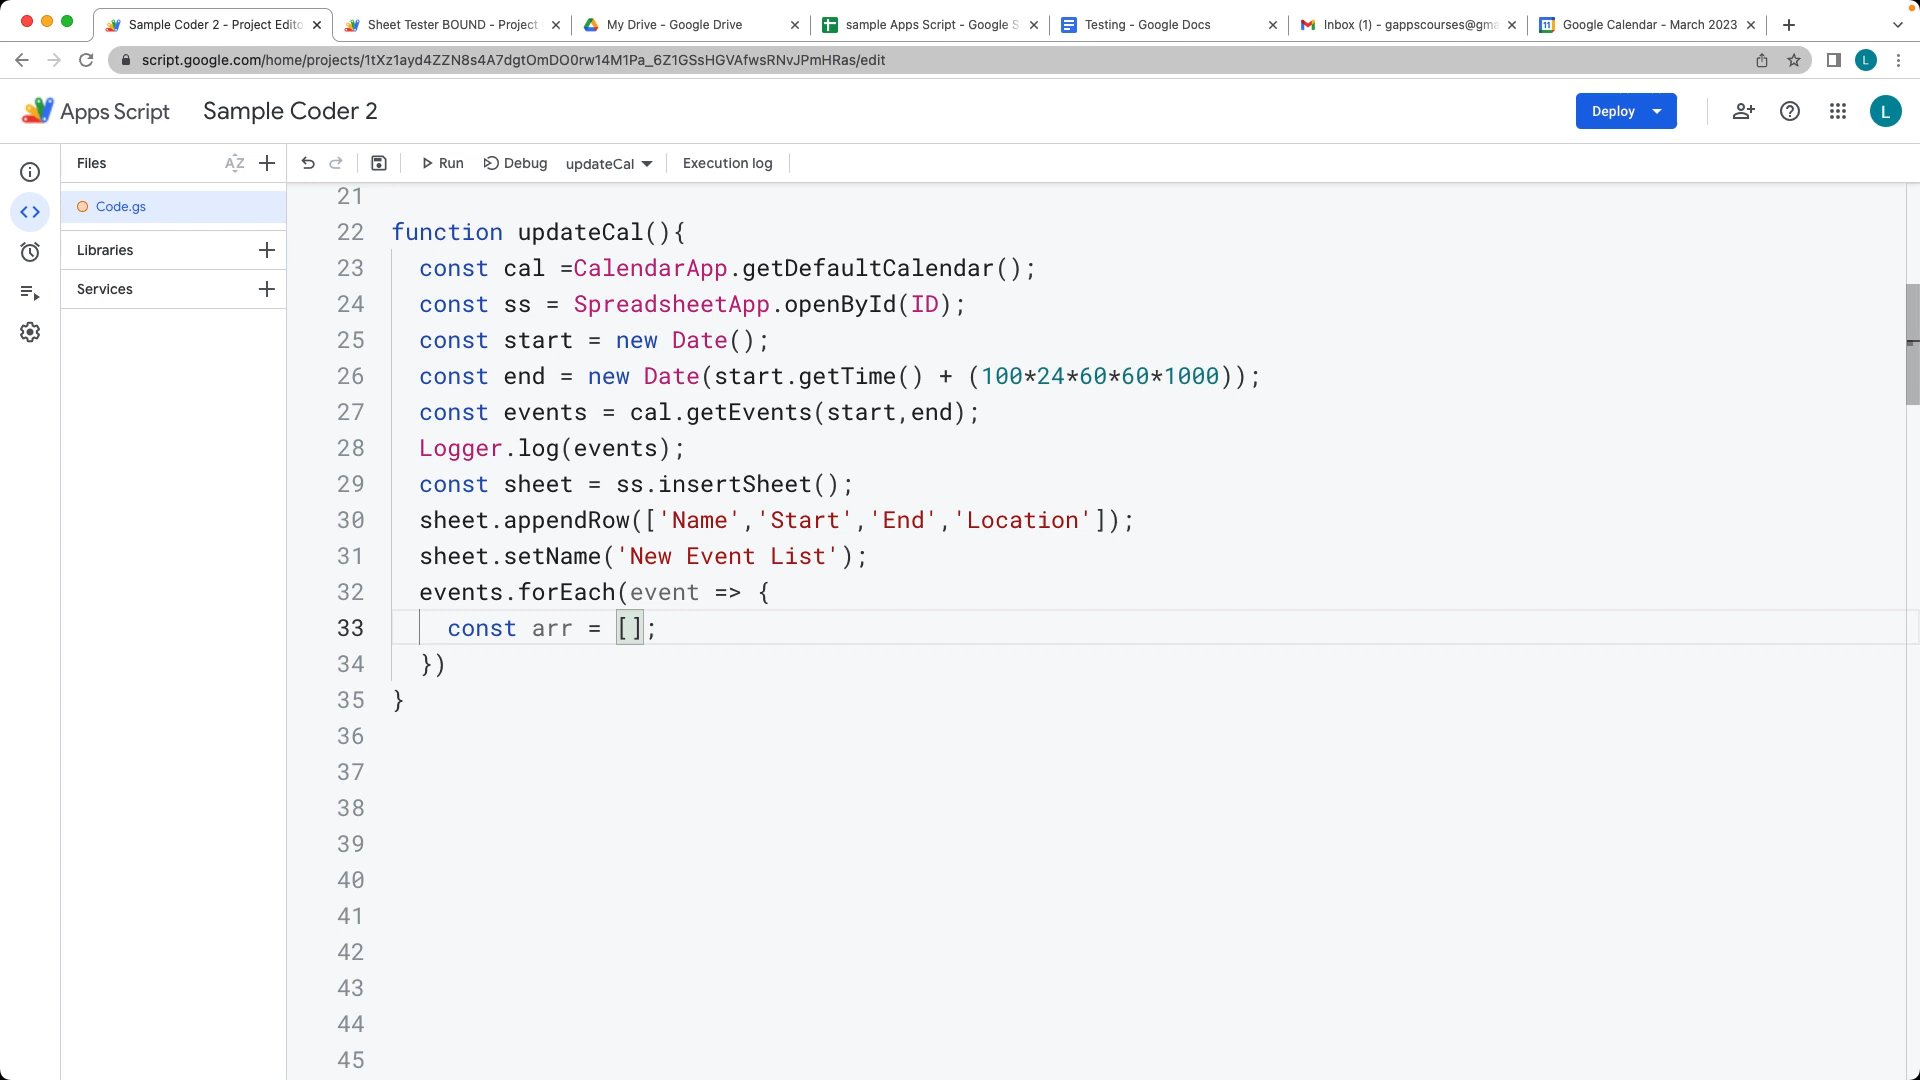 Sample Coder 2 - Project Edito
Sheet Tester BOUND - Project
My Drive - Google Drive
sample Apps Script - Google S
Testing - Google Docs
Inbox (1) - gappscourses@gma
11
Google Calendar - March 2023
script.google.com/home/projects/1tXz1ayd4ZZN8s4A7dgtOmDO0rw14M1Pa_6Z1GSsHGVAfwsRNvJPmHRas/edit
L
Apps Script
Sample Coder 2
Deploy
L
Files
AZ
Run
Debug
updateCal
Execution log
Code.gs
Libraries
Services
21
22 function updateCal(){
23 const cal =CalendarApp.getDefaultCalendar();
24 const ss = SpreadsheetApp.openById(ID);
25 const start = new Date();
26 const end = new Date(start.getTime() + (100*24*60*60*1000));
27 const events = cal.getEvents(start,end);
28 Logger.log(events);
29 const sheet = ss.insertSheet();
30 sheet.appendRow(['Name','Start','End','Location']);
31 sheet.setName('New Event List');
32 events.forEach(event => {
33 const arr = [];
34 })
35 }
36
37
38
39
40
41
42
43
44
45